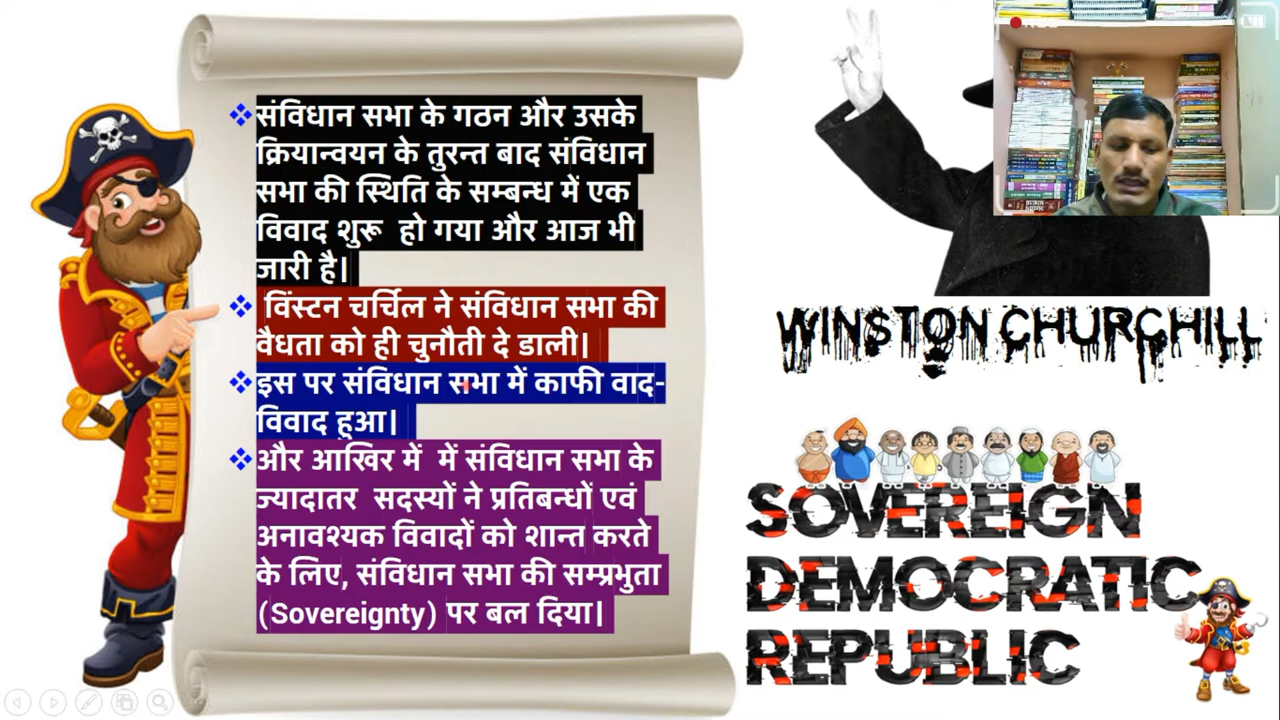 संविधान सभा के गठन और उसके
क्रियान्वयन के तुरन्त बाद संविधान
सभा की स्थिति के सम्बन्ध में एक
विवाद शुरू हो गया और आज भी
जारी है।
विंस्टन चर्चिल ने संविधान सभा की
वैधता को ही चुनौती दे डाली।
इस पर संविधान सभा में काफी वाद-
विवाद हुआ।
और आखिर में में संविधान सभा के
ज्यादातर सदस्यों ने प्रतिबन्धों एवं
अनावश्यक विवादों को शान्त करते
के लिए, संविधान सभा की सम्प्रभुता
(Sovereignty) पर बल दिया।
WINSTON CHURCHILL
SOVEREIGN
DEMOCRATIC
REPUBLIC